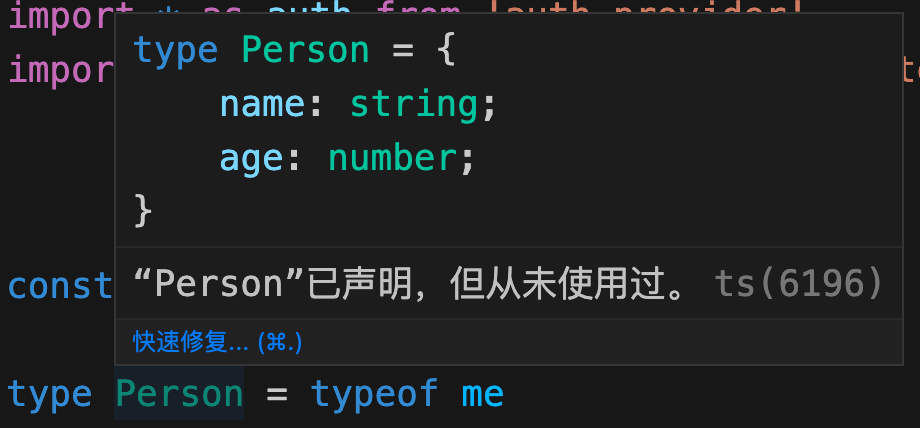 import * as auth from 'auth-provider'
impor
type Person = {
name: string;
age: number;
}
const
“Person”已声明，但从未使用过。 ts(6196)
快速修复... (⌘.)
type Person = typeof me